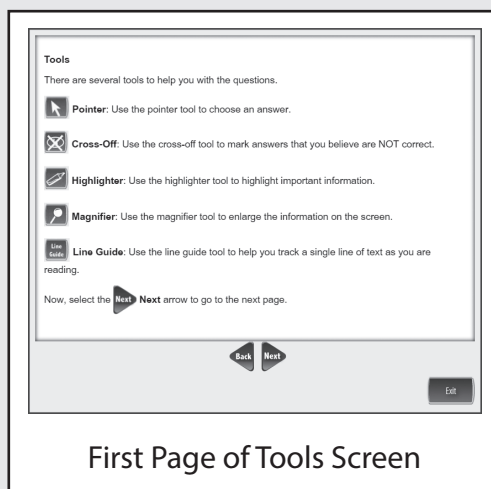 Tools
There are several tools to help you with the questions.
Pointer: Use the pointer tool to choose an answer.
Cross-Off: Use the cross-off tool to mark answers that you believe are NOT correct.
Highlighter: Use the highlighter tool to highlight important information.
Magnifier: Use the magnifier tool to enlarge the information on the screen.
Line Guide Line Guide: Use the line guide tool to help you track a single line of text as you are
reading.
Now, select the Next Next arrow to go to the next page.
Back Next
Exit
First Page of Tools Screen